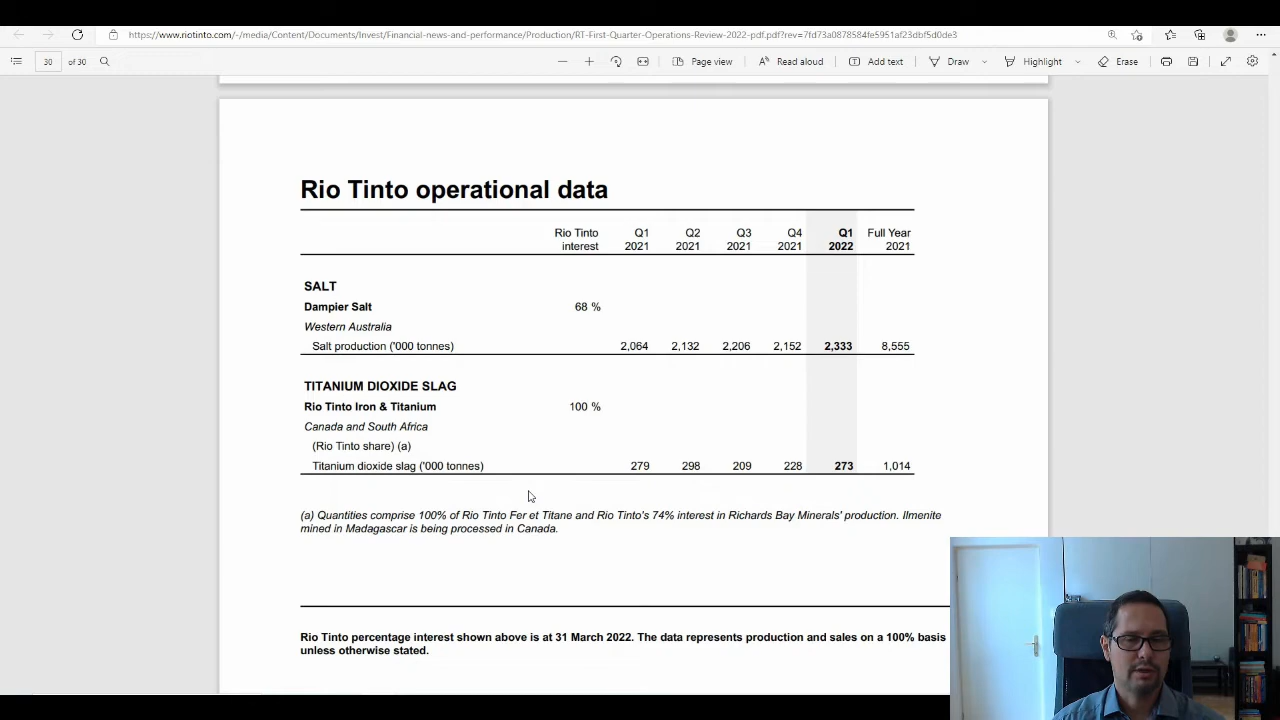 https://www.riotinto.com/-/media/Content/Documents/Invest/Financial-news-and-performance/Production/RT-First-Quarter-Operations-Review-2022-pdf.pdf?rev=7fd73a0878584fe5951af23dbf5d0de3
30 of 30 Page view Read aloud Add text Draw Highlight Erase
Rio Tinto operational data
Rio Tinto Q1 Q2 Q3 Q4 Q1 Full Year
interest 2021 2021 2021 2021 2022 2021
SALT
Dampier Salt 68 %
Western Australia
Salt production ('000 tonnes) 2,064 2,132 2,206 2,152 2,333 8,555
TITANIUM DIOXIDE SLAG
Rio Tinto Iron & Titanium 100 %
Canada and South Africa
(Rio Tinto share) (a)
Titanium dioxide slag ('000 tonnes) 279 298 209 228 273 1,014
(a) Quantities comprise 100% of Rio Tinto Fer et Titane and Rio Tinto's 74% interest in Richards Bay Minerals' production. Ilmenite
mined in Madagascar is being processed in Canada.
Rio Tinto percentage interest shown above is at 31 March 2022. The data represents production and sales on a 100% basis
unless otherwise stated.